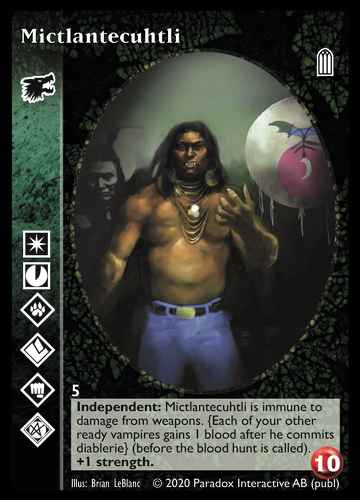 Mictlantecuhtli
5
Independent: Mictlantecuhtli is immune to
damage from weapons. {Each of your other
ready vampires gains 1 blood after he commits
diablerie} (before the blood hunt is called).
+1 strength.
10
Illus: Brian LeBlanc © 2020 Paradox Interactive AB (publ)